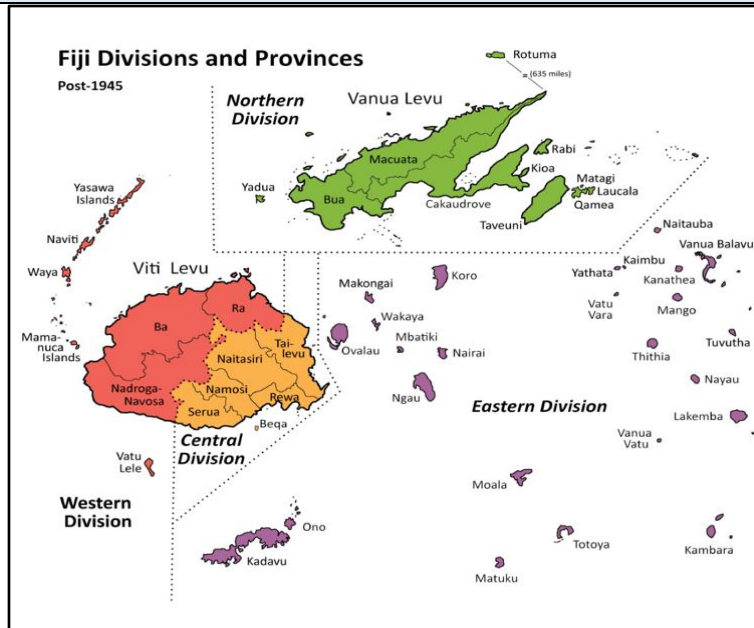 Fiji Divisions and Provinces
Post-1945
Rotuma
= (635 miles)
Northern
Division
Vanua Levu
Macuata
Rabi
Kioa
Yadua
Bua
Cakaudrove
Matagi
Laucala
Qamea
Taveuni
Yasawa
Islands
Naviti
Waya
Viti Levu
Naitauba
Vanua Balavu
Kaimbu
Yathata
Kanathea
Koro
Makongai
Vatu
Vara
Mango
Ra
Ba
Wakaya
Mama-
nuca
Islands
Tai-
levu
Naitasiri
Ovalau
Mbatiki
Nairai
Tuvutha
Thithia
Nadroga-
Navosa
Namosi
Rewa
Serua
Ngau
Nayau
Eastern Division
Lakemba
Beqa
Central
Division
Vanua
Vatu
Vatu
Lele
Western
Division
Moala
Ono
Kadavu
Totoya
Kambara
Matuku